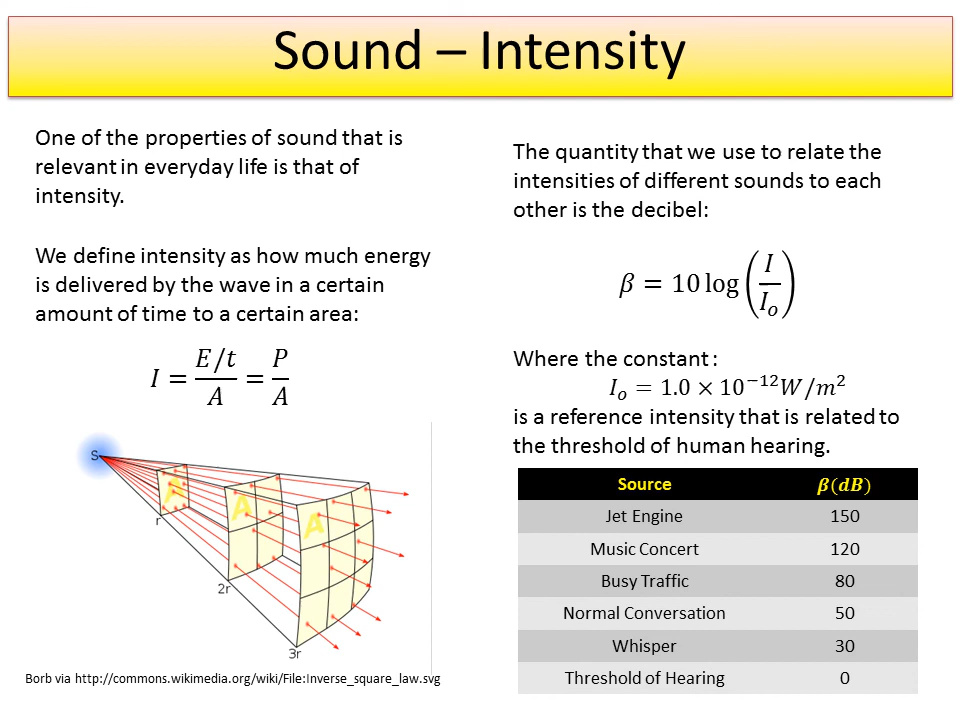 Sound – Intensity
One of the properties of sound that is
relevant in everyday life is that of
intensity.
We define intensity as how much energy
is delivered by the wave in a certain
amount of time to a certain area:
I = E/t / A = P / A
S
A
A
A
r
2r
3r
Borb via http://commons.wikimedia.org/wiki/File:Inverse_square_law.svg
The quantity that we use to relate the
intensities of different sounds to each
other is the decibel:
β = 10 log (I / Iₒ)
Where the constant:
Iₒ = 1.0 × 10⁻¹² W/m²
is a reference intensity that is related to
the threshold of human hearing.
Source β(dB)
Jet Engine 150
Music Concert 120
Busy Traffic 80
Normal Conversation 50
Whisper 30
Threshold of Hearing 0